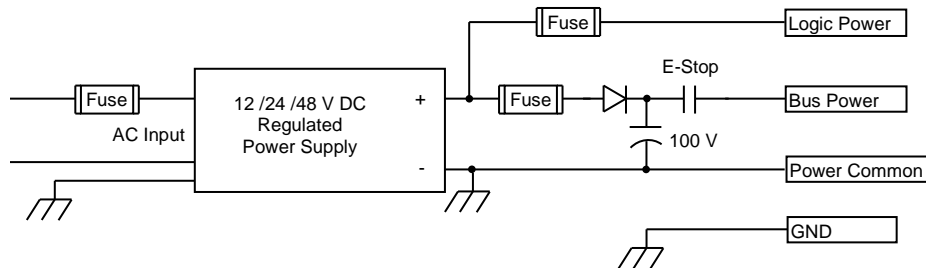 Fuse
Logic Power
E-Stop
Fuse
AC Input
12 /24 /48 V DC
Regulated
Power Supply
+
-
Fuse
Bus Power
100 V
Power Common
GND